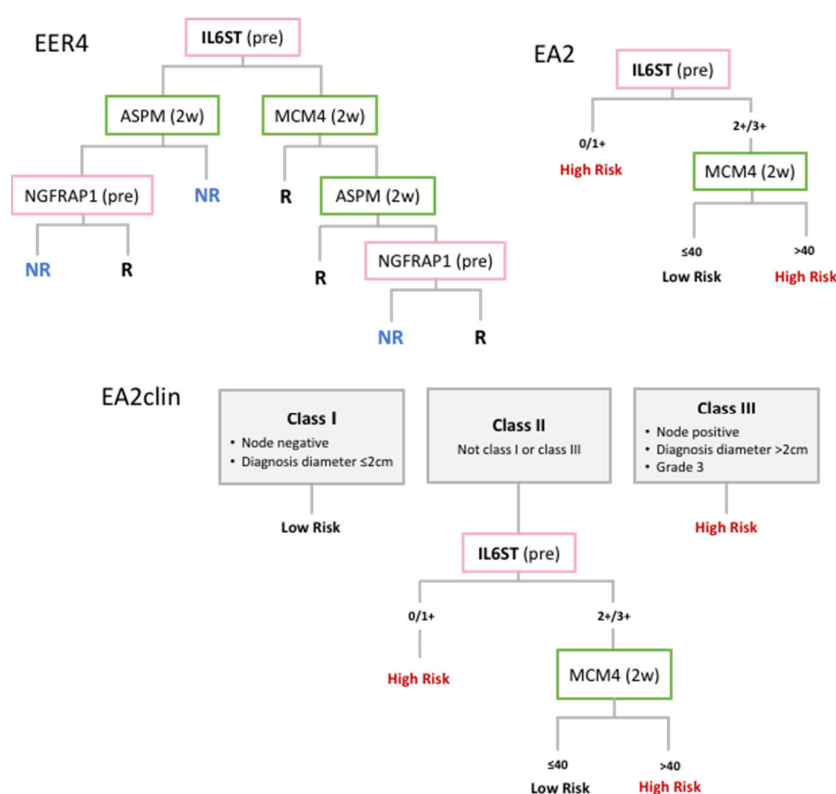 EER4
IL6ST (pre)
ASPM (2w)
MCM4 (2w)
NGFRAP1 (pre)
NR
R
ASPM (2w)
NR
R
R
NGFRAP1 (pre)
NR
R
EA2
IL6ST (pre)
0/1+
2+/3+
High Risk
MCM4 (2w)
≤40
>40
Low Risk
High Risk
EA2clin
Class I
• Node negative
• Diagnosis diameter ≤2cm
Class II
Not class I or class III
Class III
• Node positive
• Diagnosis diameter >2cm
• Grade 3
Low Risk
High Risk
IL6ST (pre)
0/1+
2+/3+
High Risk
MCM4 (2w)
≤40
>40
Low Risk
High Risk